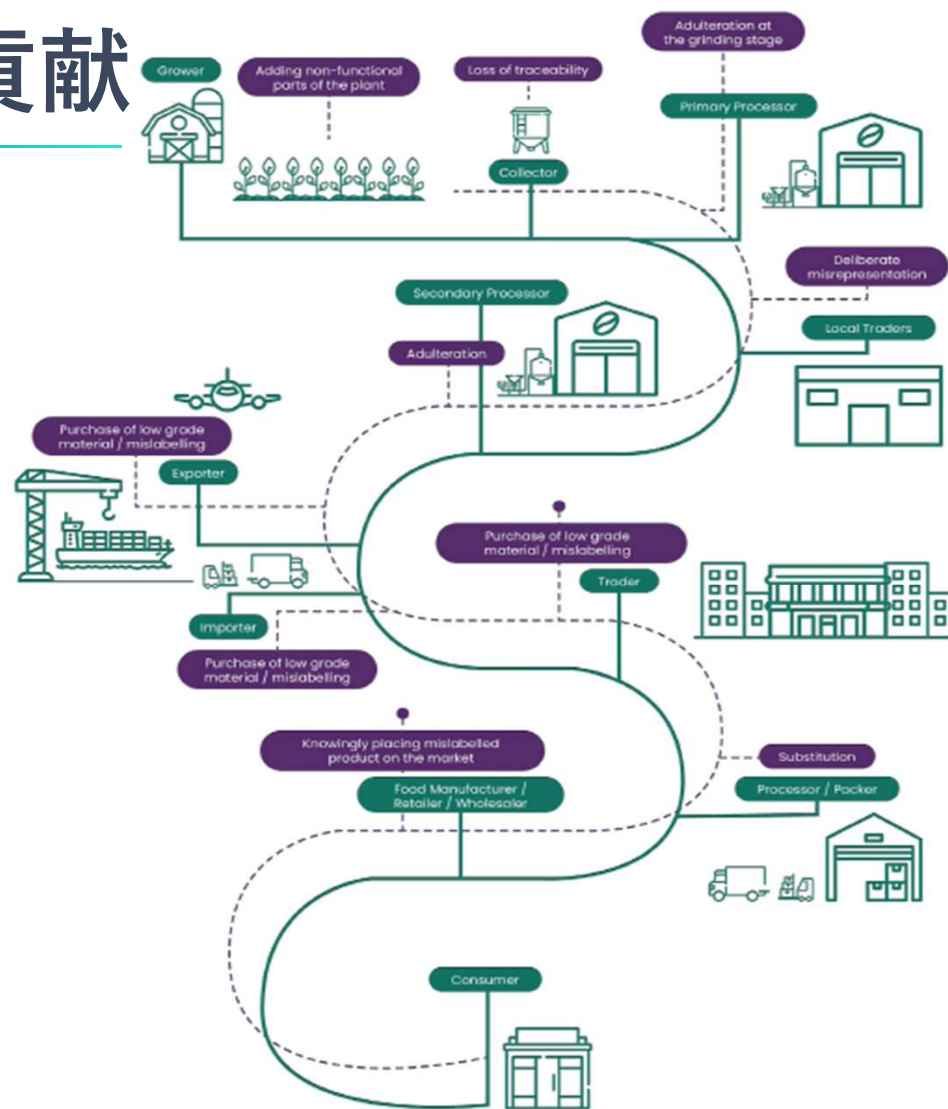 貢献
Adulteration at
the grinding stage
Grower
Adding non-functional
parts of the plant
Loss of traceability
Primary Processor
Collector
Deliberate
misrepresentation
Secondary Processor
Local Traders
Adulteration
Purchase of low grade
material / mislabelling
Exporter
Purchase of low grade
material / mislabelling
Trader
Importer
Purchase of low grade
material / mislabelling
Knowingly placing mislabelled
product on the market
Substitution
Food Manufacturer /
Retailer / Wholesaler
Processor / Packer
Consumer